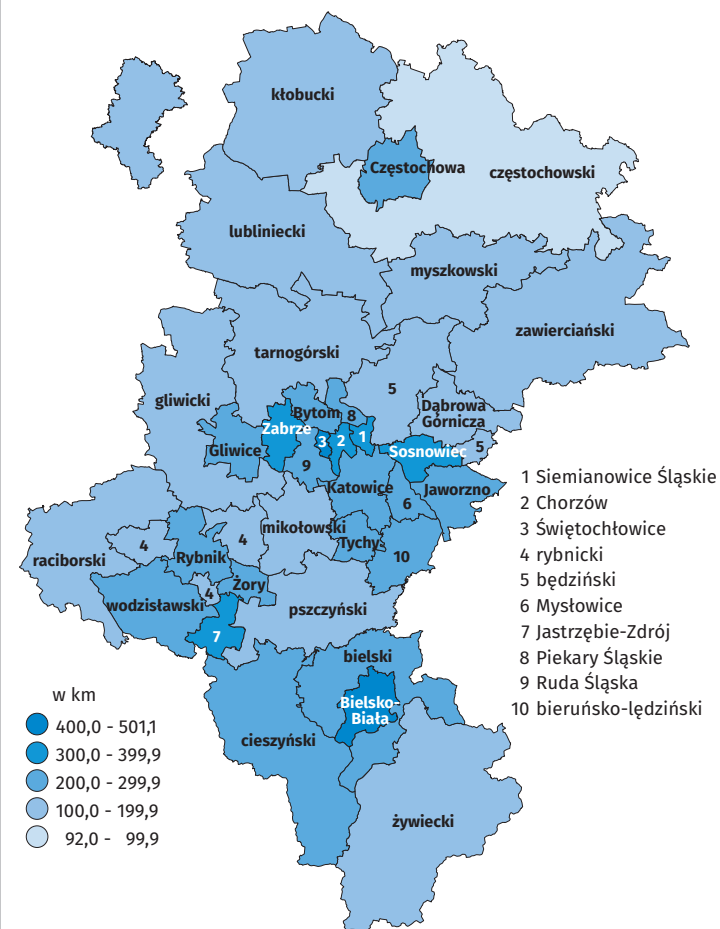 kłobucki
Częstochowa
częstochowski
lubliniecki
myszkowski
zawierciański
tarnogórski
gliwicki
5
Dąbrowa
Górnicza
Bytom
8
Zabrze
3
2
1
Gliwice
9
Sosnowiec
5
Katowice
6
Jaworzno
mikołowski
Tychy
10
raciborski
4
4
Rybnik
4
Żory
wodzisławski
pszczyński
7
bielski
Bielsko-
Biała
cieszyński
żywiecki
1 Siemianowice Śląskie
2 Chorzów
3 Świętochłowice
4 rybnicki
5 będziński
6 Mysłowice
7 Jastrzębie-Zdrój
8 Piekary Śląskie
9 Ruda Śląska
10 bieruńsko-lędziński
w km
400,0 - 501,1
300,0 - 399,9
200,0 - 299,9
100,0 - 199,9
92,0 - 99,9